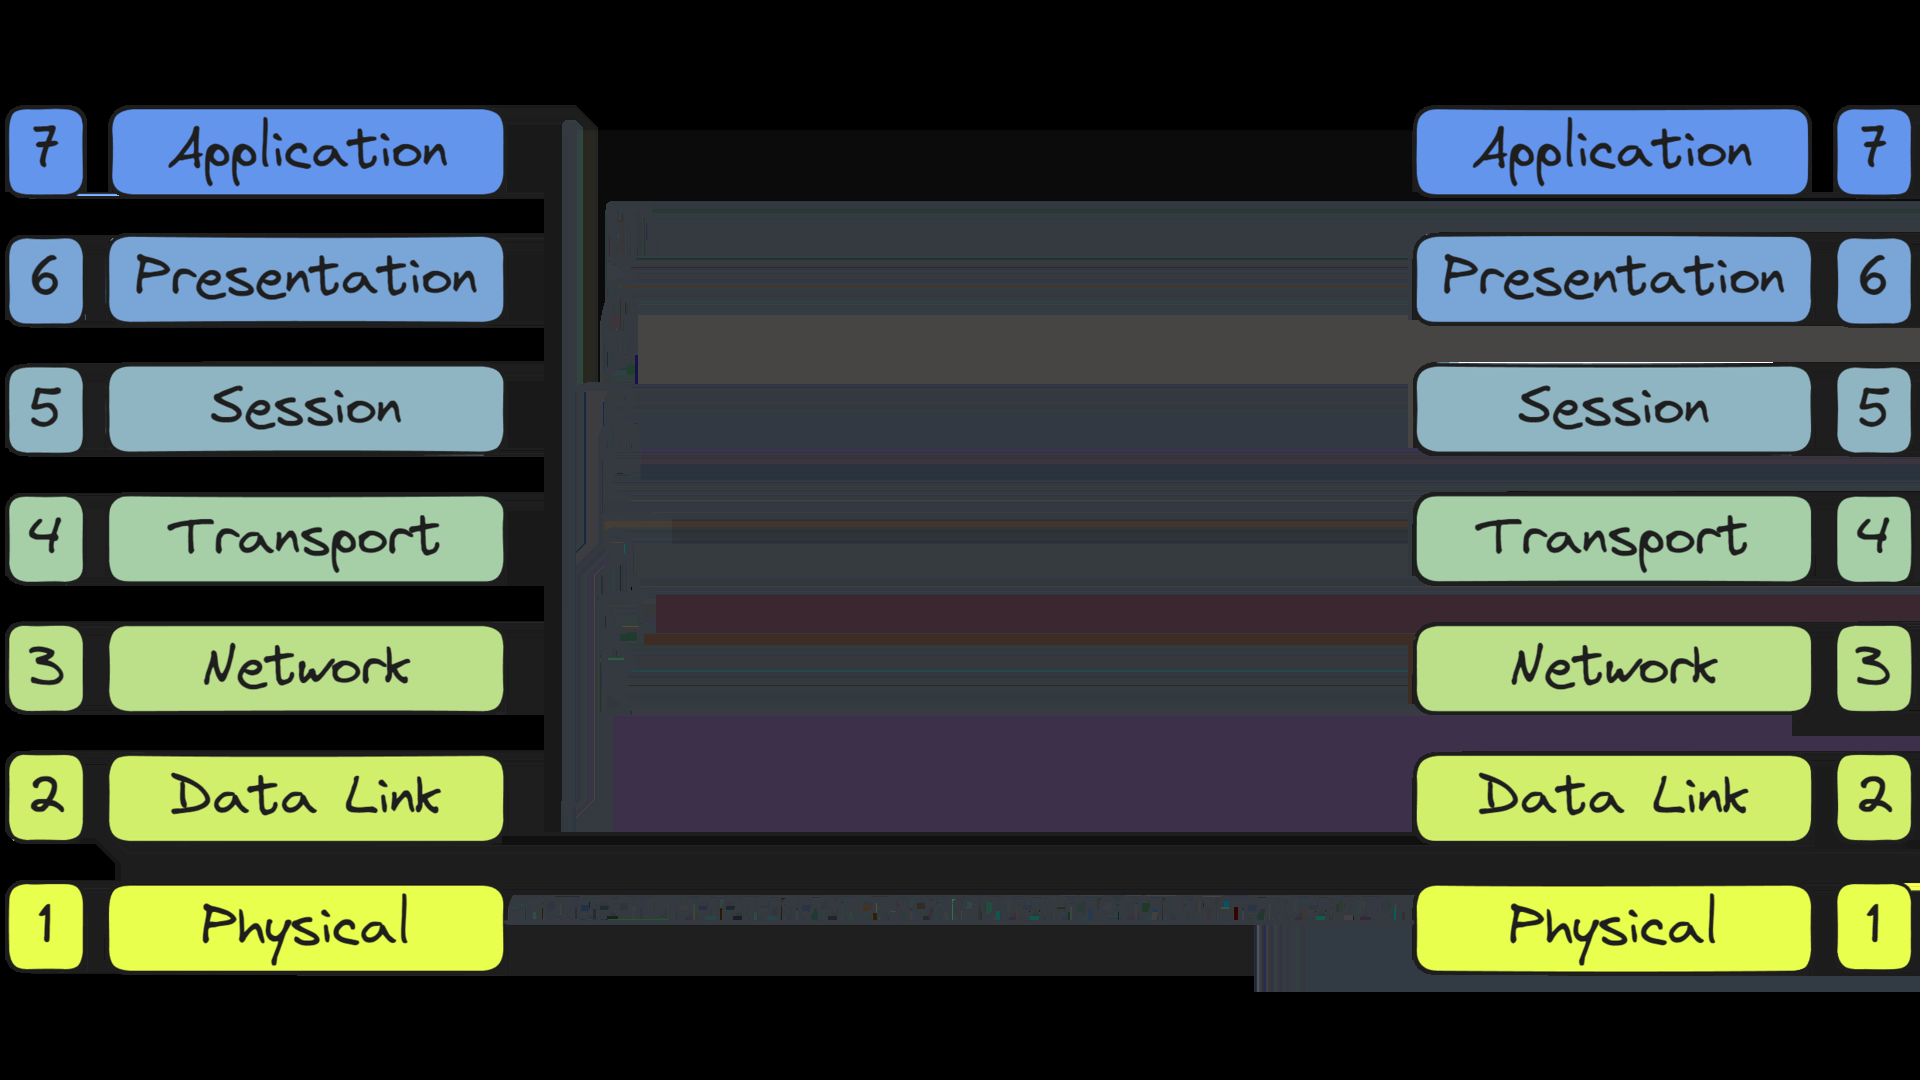 7 Application Application 7
6 Presentation Presentation 6
5 Session Session 5
4 Transport Transport 4
3 Network Network 3
2 Data Link Data Link 2
1 Physical Physical 1